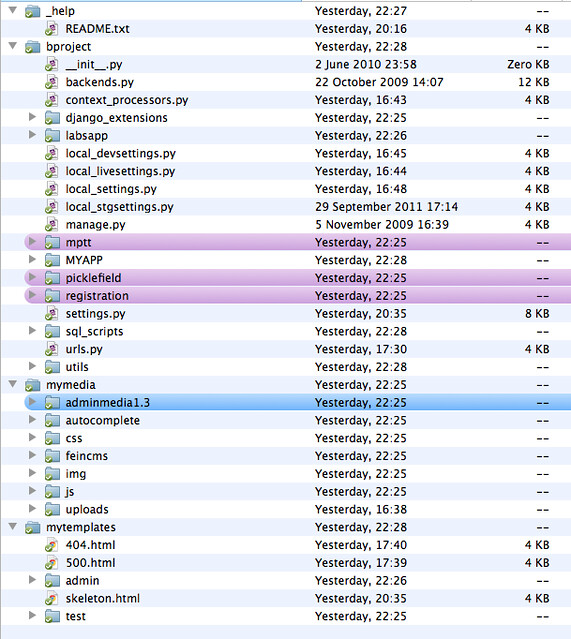 _help Yesterday, 22:27 --
README.txt Yesterday, 20:16 4 KB
bproject Yesterday, 22:28 --
__init__.py 2 June 2010 23:58 Zero KB
backends.py 22 October 2009 14:07 12 KB
context_processors.py Yesterday, 16:43 4 KB
django_extensions Yesterday, 22:25 --
labsapp Yesterday, 22:26 --
local_devsettings.py Yesterday, 16:45 4 KB
local_livesettings.py Yesterday, 16:44 4 KB
local_settings.py Yesterday, 16:48 4 KB
local_stgsettings.py 29 September 2011 17:14 4 KB
manage.py 5 November 2009 16:39 4 KB
mptt Yesterday, 22:25 --
MYAPP Yesterday, 22:28 --
picklefield Yesterday, 22:25 --
registration Yesterday, 22:25 --
settings.py Yesterday, 20:35 8 KB
sql_scripts Yesterday, 22:28 --
urls.py Yesterday, 17:30 4 KB
utils Yesterday, 22:28 --
mymedia Yesterday, 22:25 --
adminmedia1.3 Yesterday, 22:25 --
autocomplete Yesterday, 22:25 --
css Yesterday, 22:25 --
feincms Yesterday, 22:25 --
img Yesterday, 22:25 --
js Yesterday, 22:25 --
uploads Yesterday, 16:38 --
mytemplates Yesterday, 22:28 --
404.html Yesterday, 17:40 4 KB
500.html Yesterday, 17:39 4 KB
admin Yesterday, 22:26 --
skeleton.html Yesterday, 20:35 4 KB
test Yesterday, 22:25 --